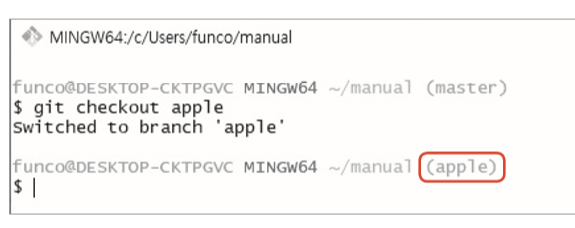 MINGW64:/c/Users/funco/manual
funco@DESKTOP-CKTPGVC MINGW64 ~/manual (master)
$ git checkout apple
Switched to branch 'apple'
funco@DESKTOP-CKTPGVC MINGW64 ~/manual (apple)
$